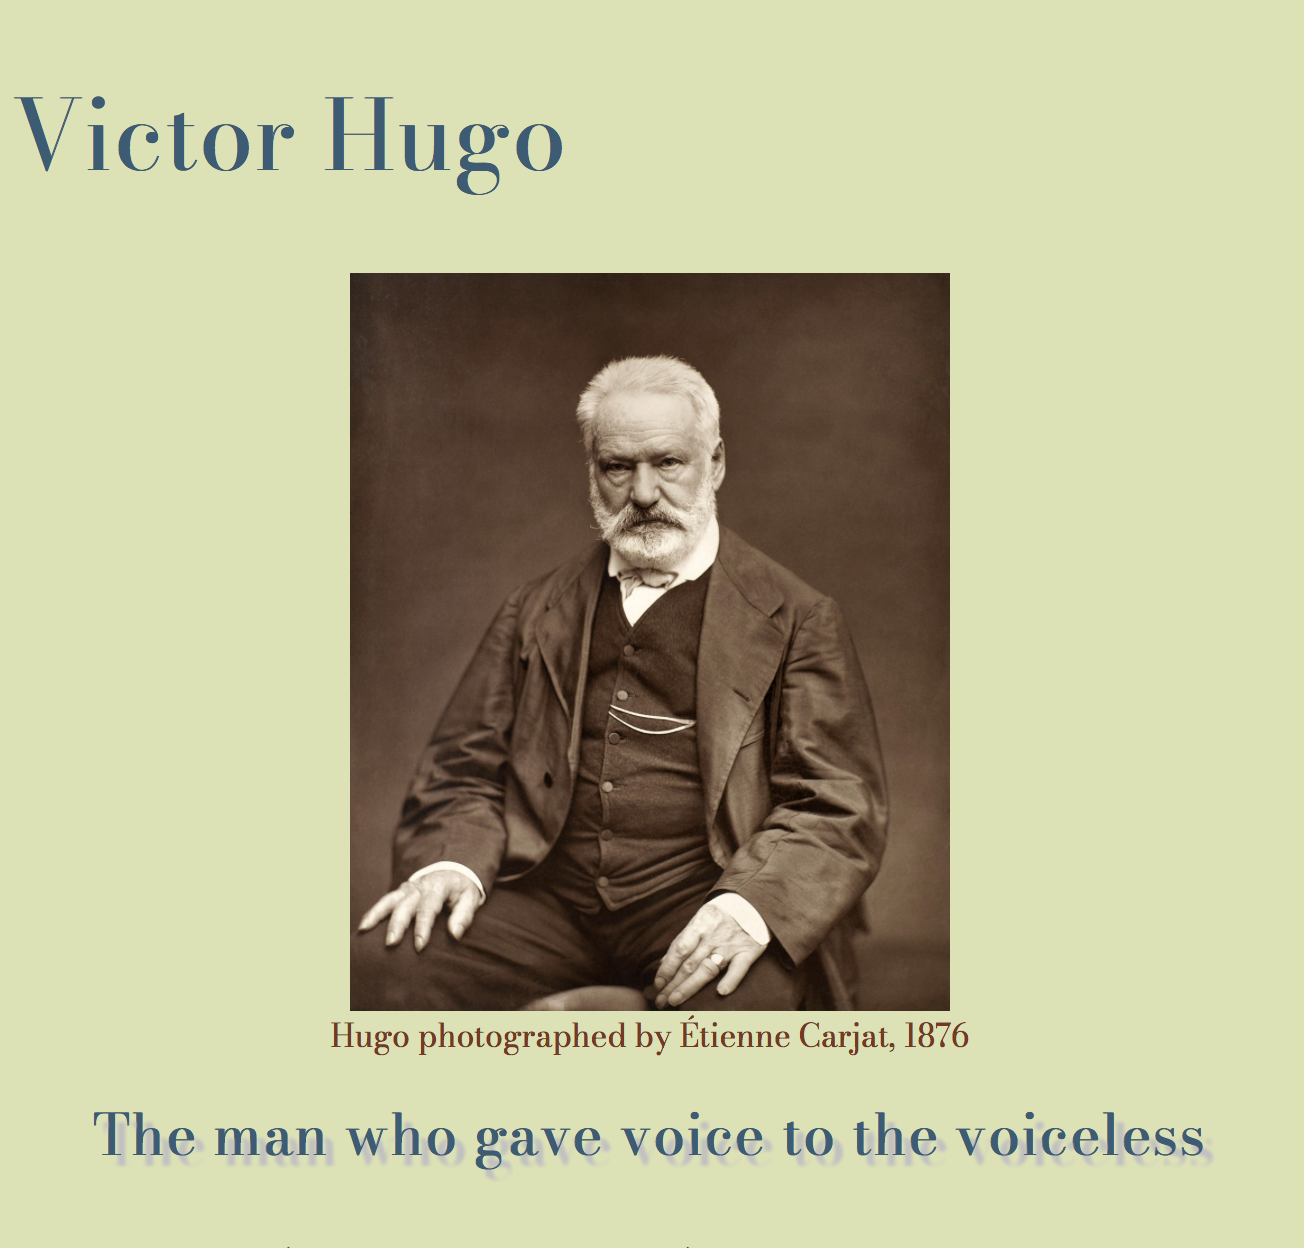 Victor Hugo
Hugo photographed by Étienne Carjat, 1876
The man who gave voice to the voiceless